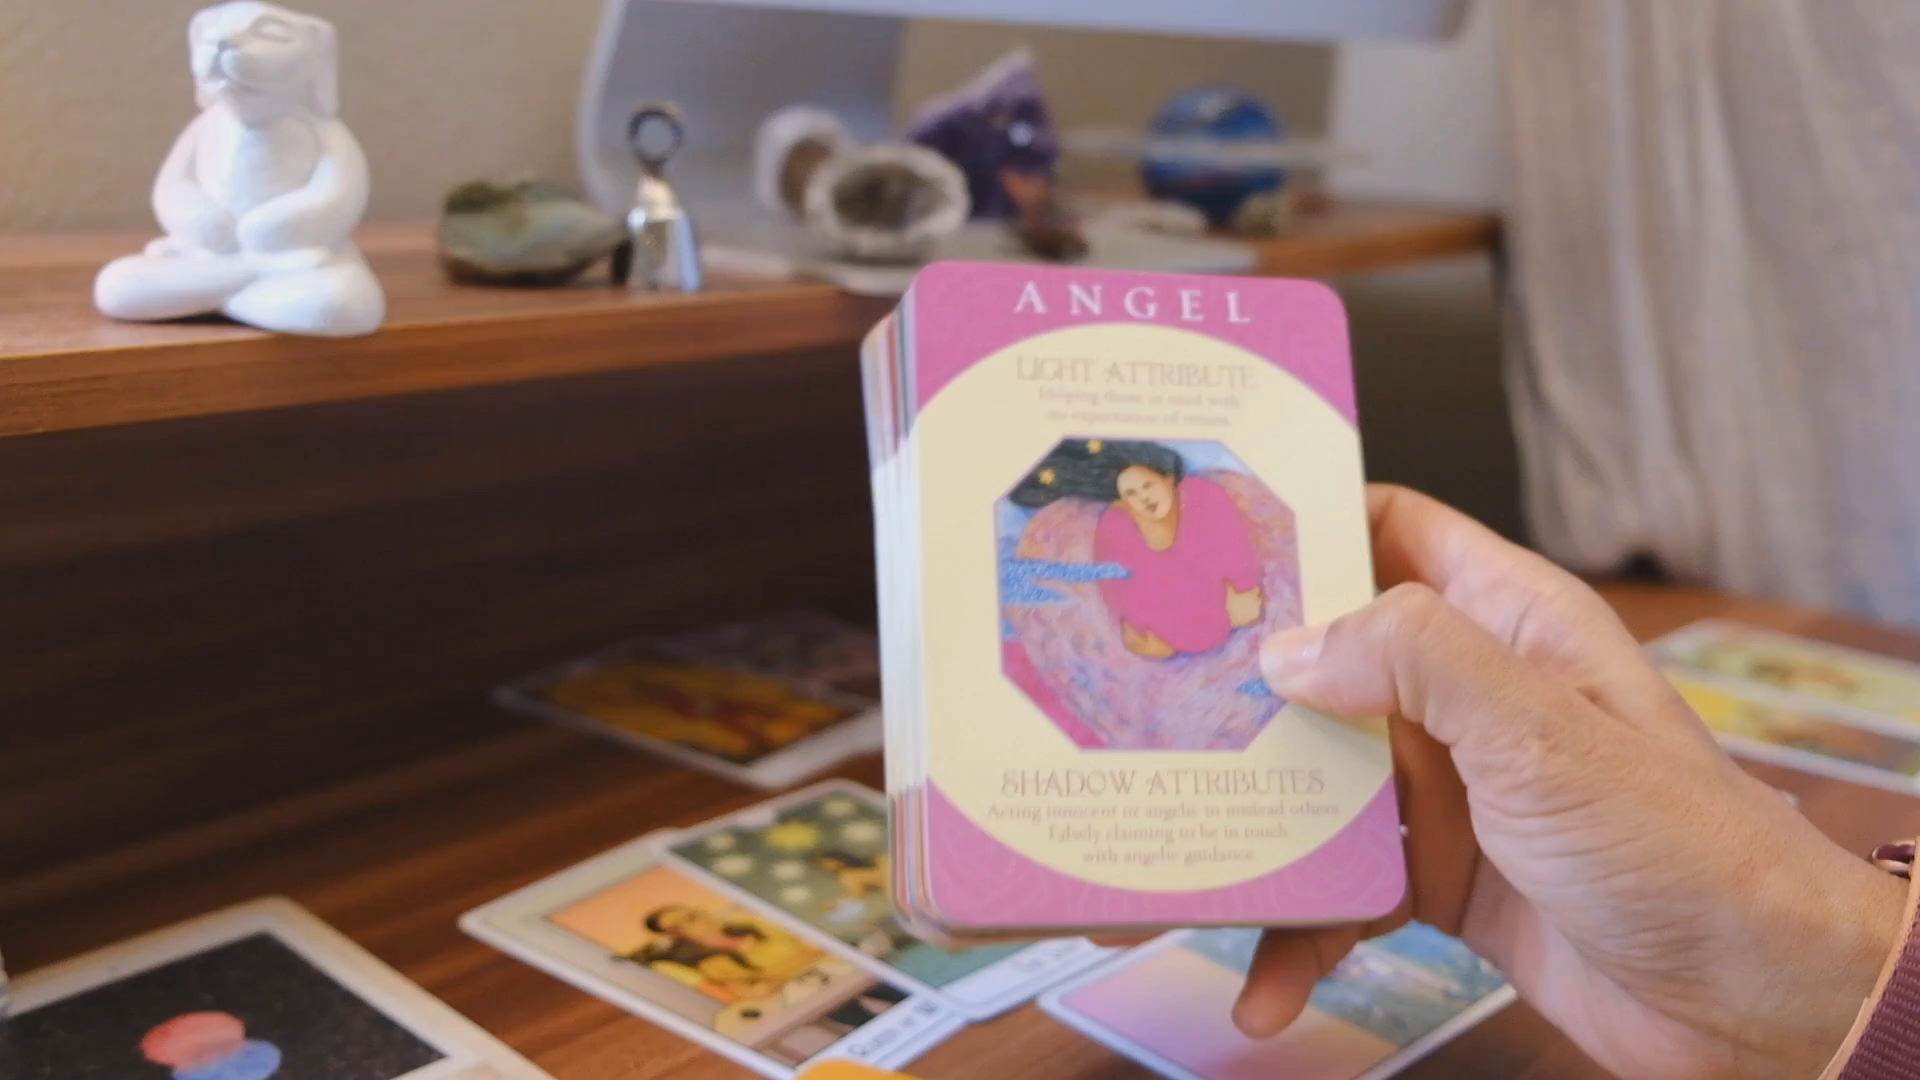 ANGEL
LIGHT ATTRIBUTE
Helping those in need with
no expectation of return.
SHADOW ATTRIBUTES
Acting innocent or angelic to mislead others
Falsely claiming to be in touch
with angelic guidance.